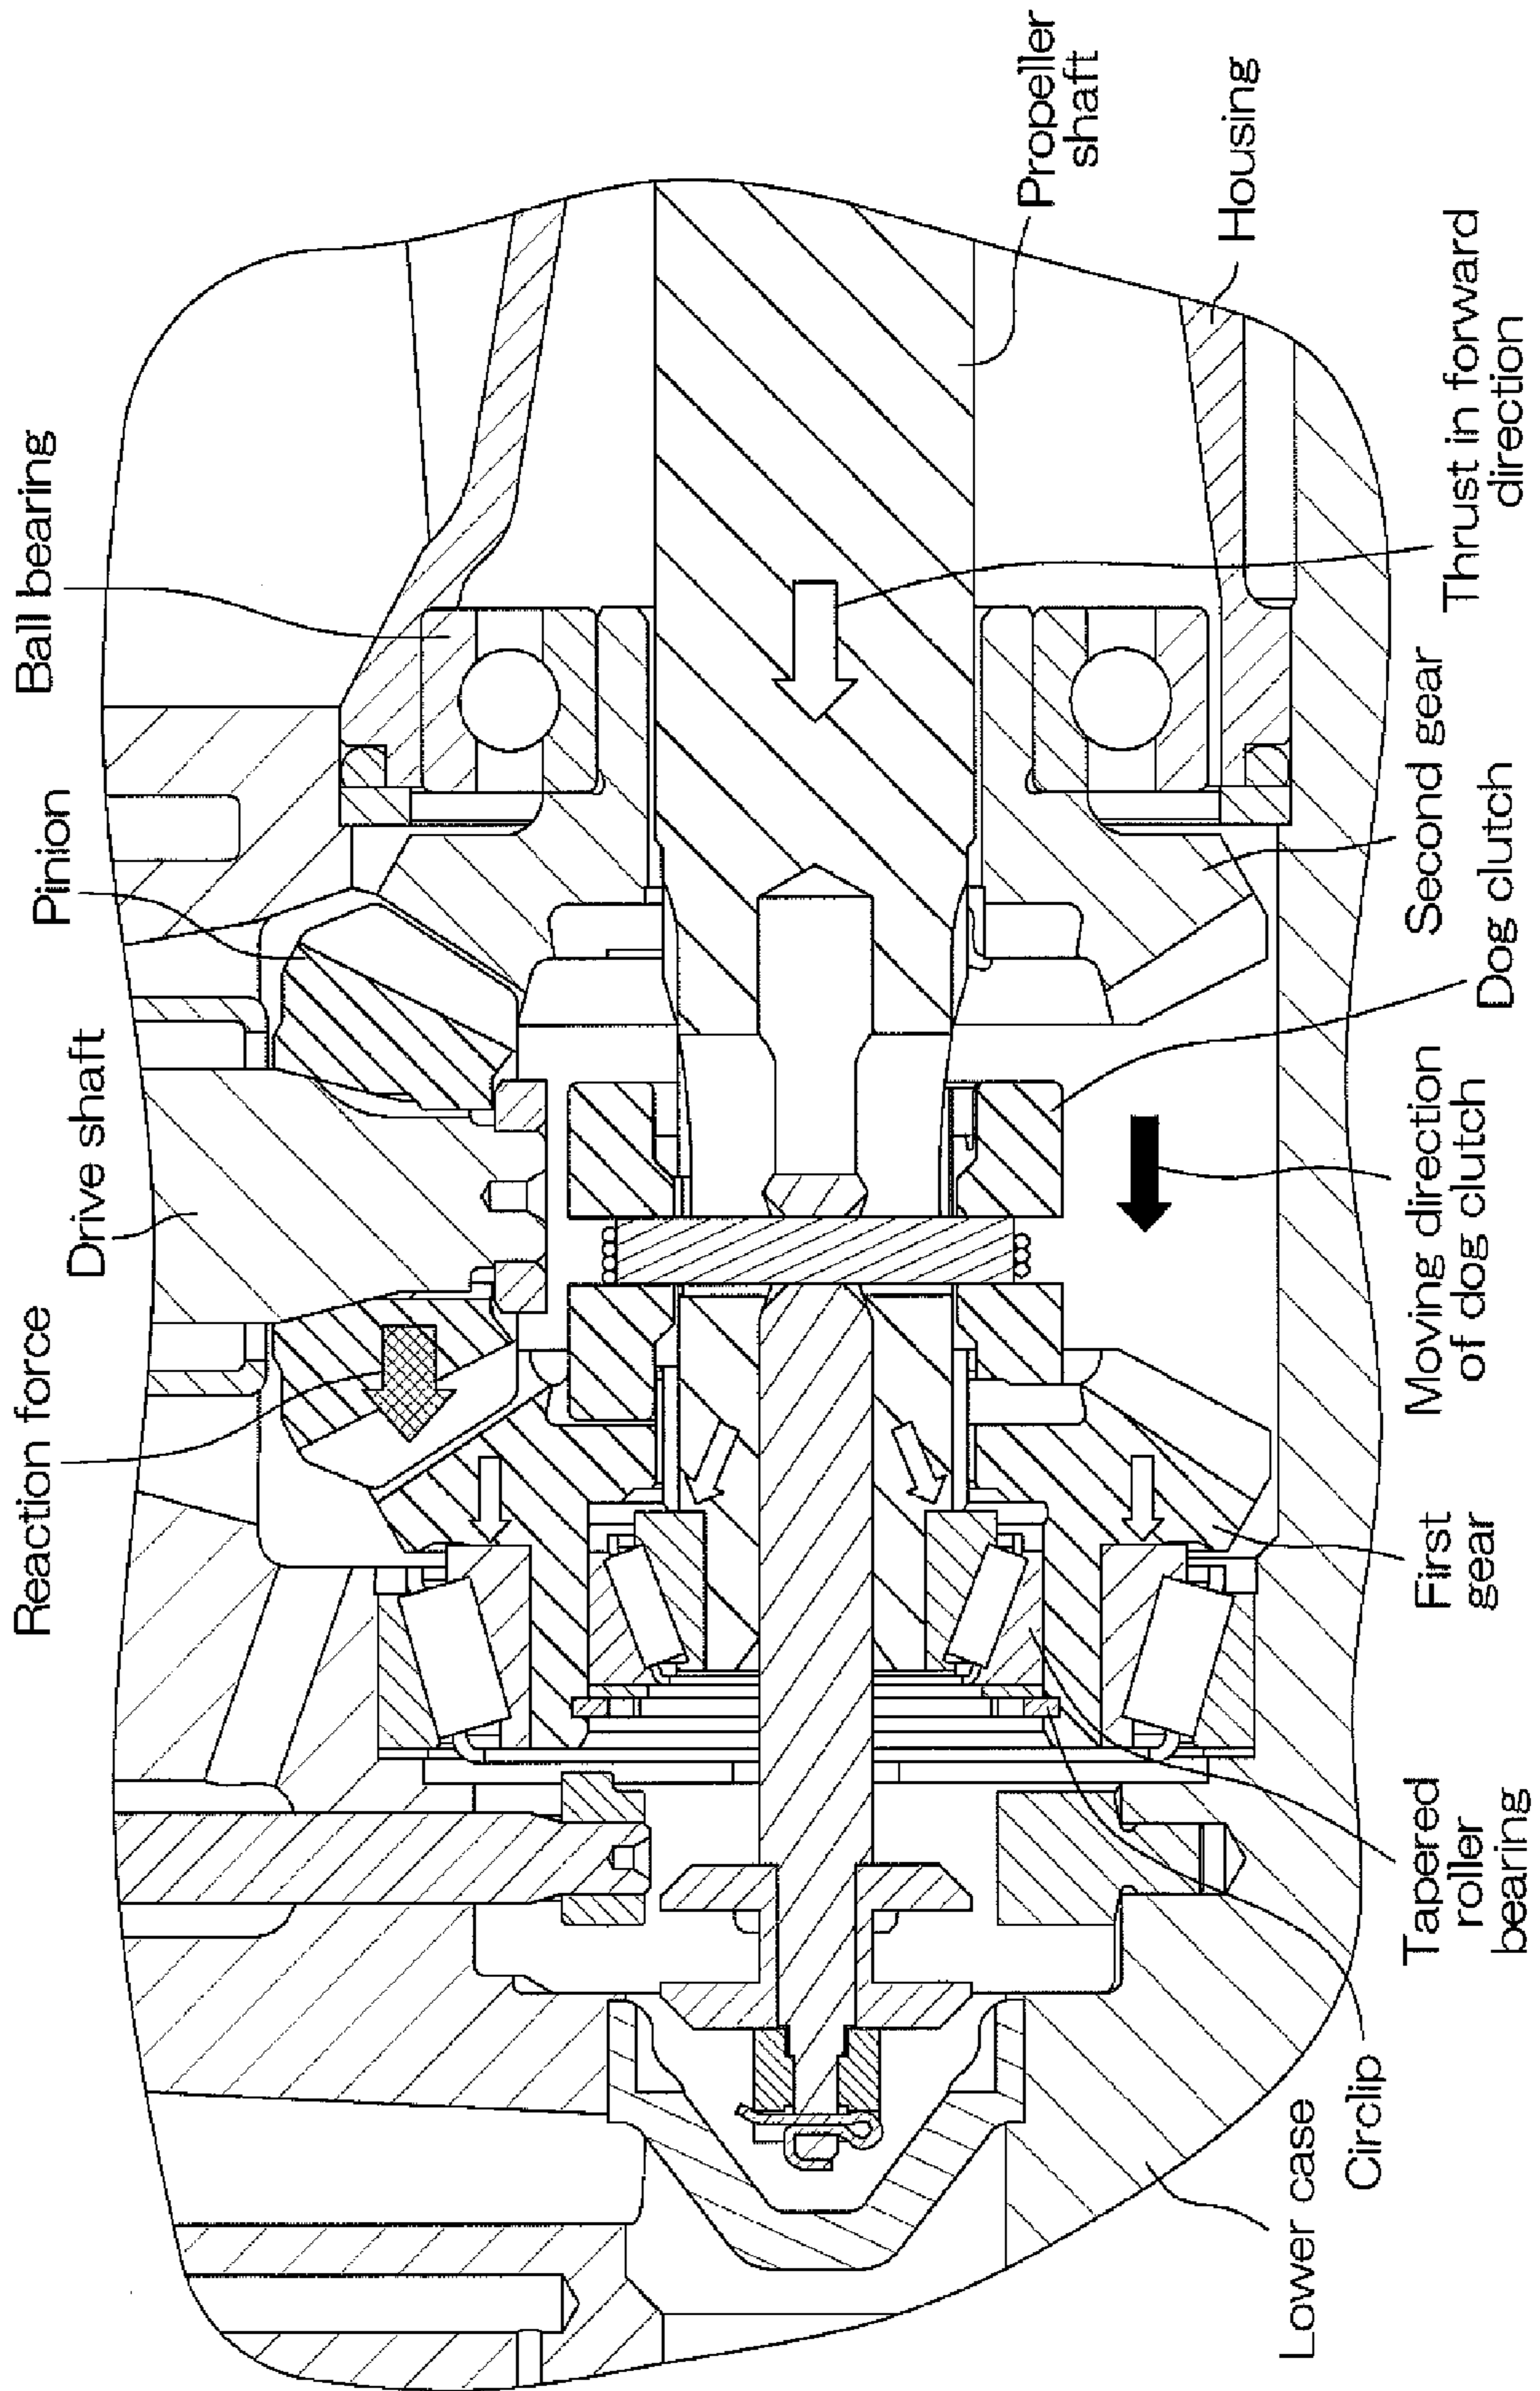 Reaction force
Drive shaft
Pinion
Ball bearing
Propeller
shaft
Housing
Thrust in forward
direction
Second gear
Dog clutch
Moving direction
of dog clutch
First
gear
Tapered
roller
bearing
Circlip
Lower case